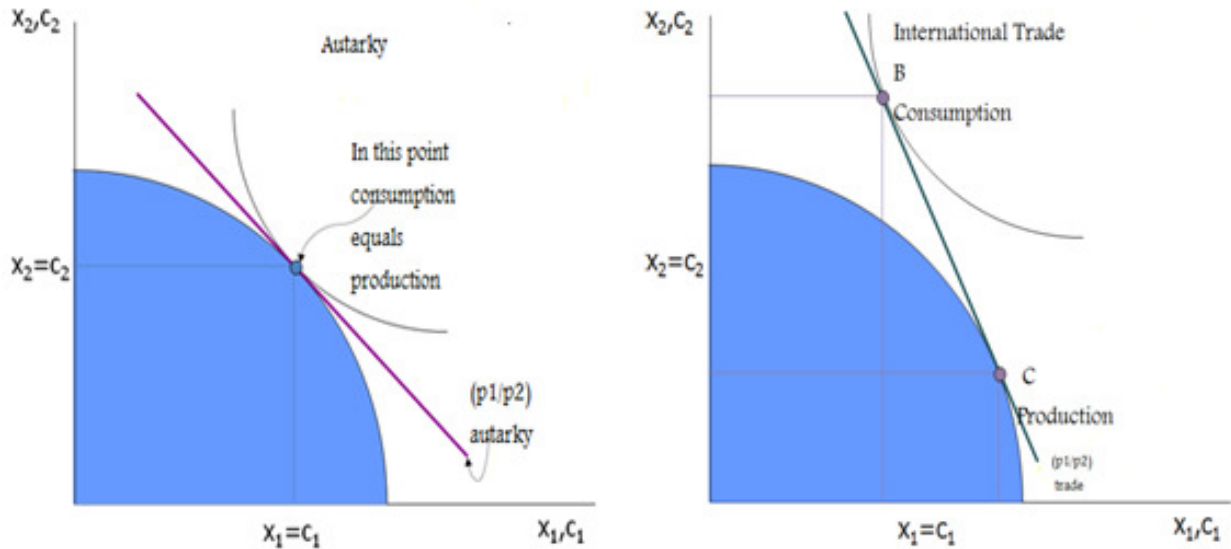 X₂,C₂
Autarky
In this point
consumption
equals
production
X₂=C₂
(p1/p2)
autarky
X₁=C₁
X₁,C₁
X₂,C₂
International Trade
B
Consumption
X₂=C₂
C
Production
(p1/p2)
trade
X₁=C₁
X₁,C₁